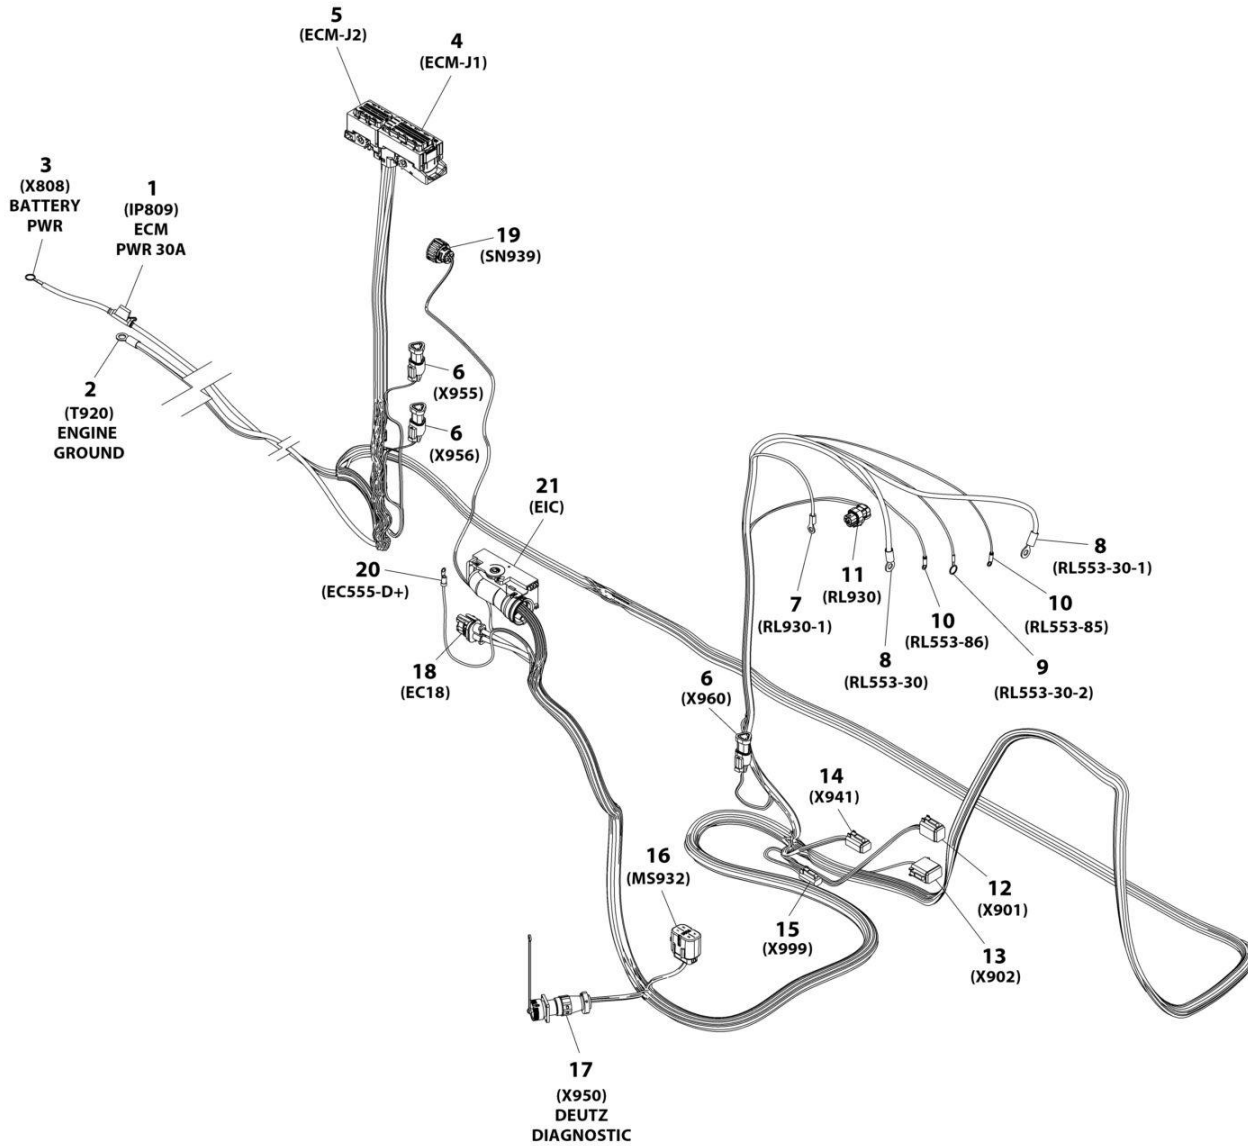 5
(ECM-J2)
4
(ECM-J1)
3
(X808)
BATTERY
PWR
1
(IP809)
ECM
PWR 30A
19
(SN939)
2
(T920)
ENGINE
GROUND
6
(X955)
6
(X956)
21
(EIC)
20
(EC555-D+)
18
(EC18)
7
(RL930-1)
11
(RL930)
8
(RL553-30)
10
(RL553-86)
9
(RL553-30-2)
10
(RL553-85)
8
(RL553-30-1)
6
(X960)
14
(X941)
12
(X901)
13
(X902)
15
(X999)
16
(MS932)
17
(X950)
DEUTZ
DIAGNOSTIC